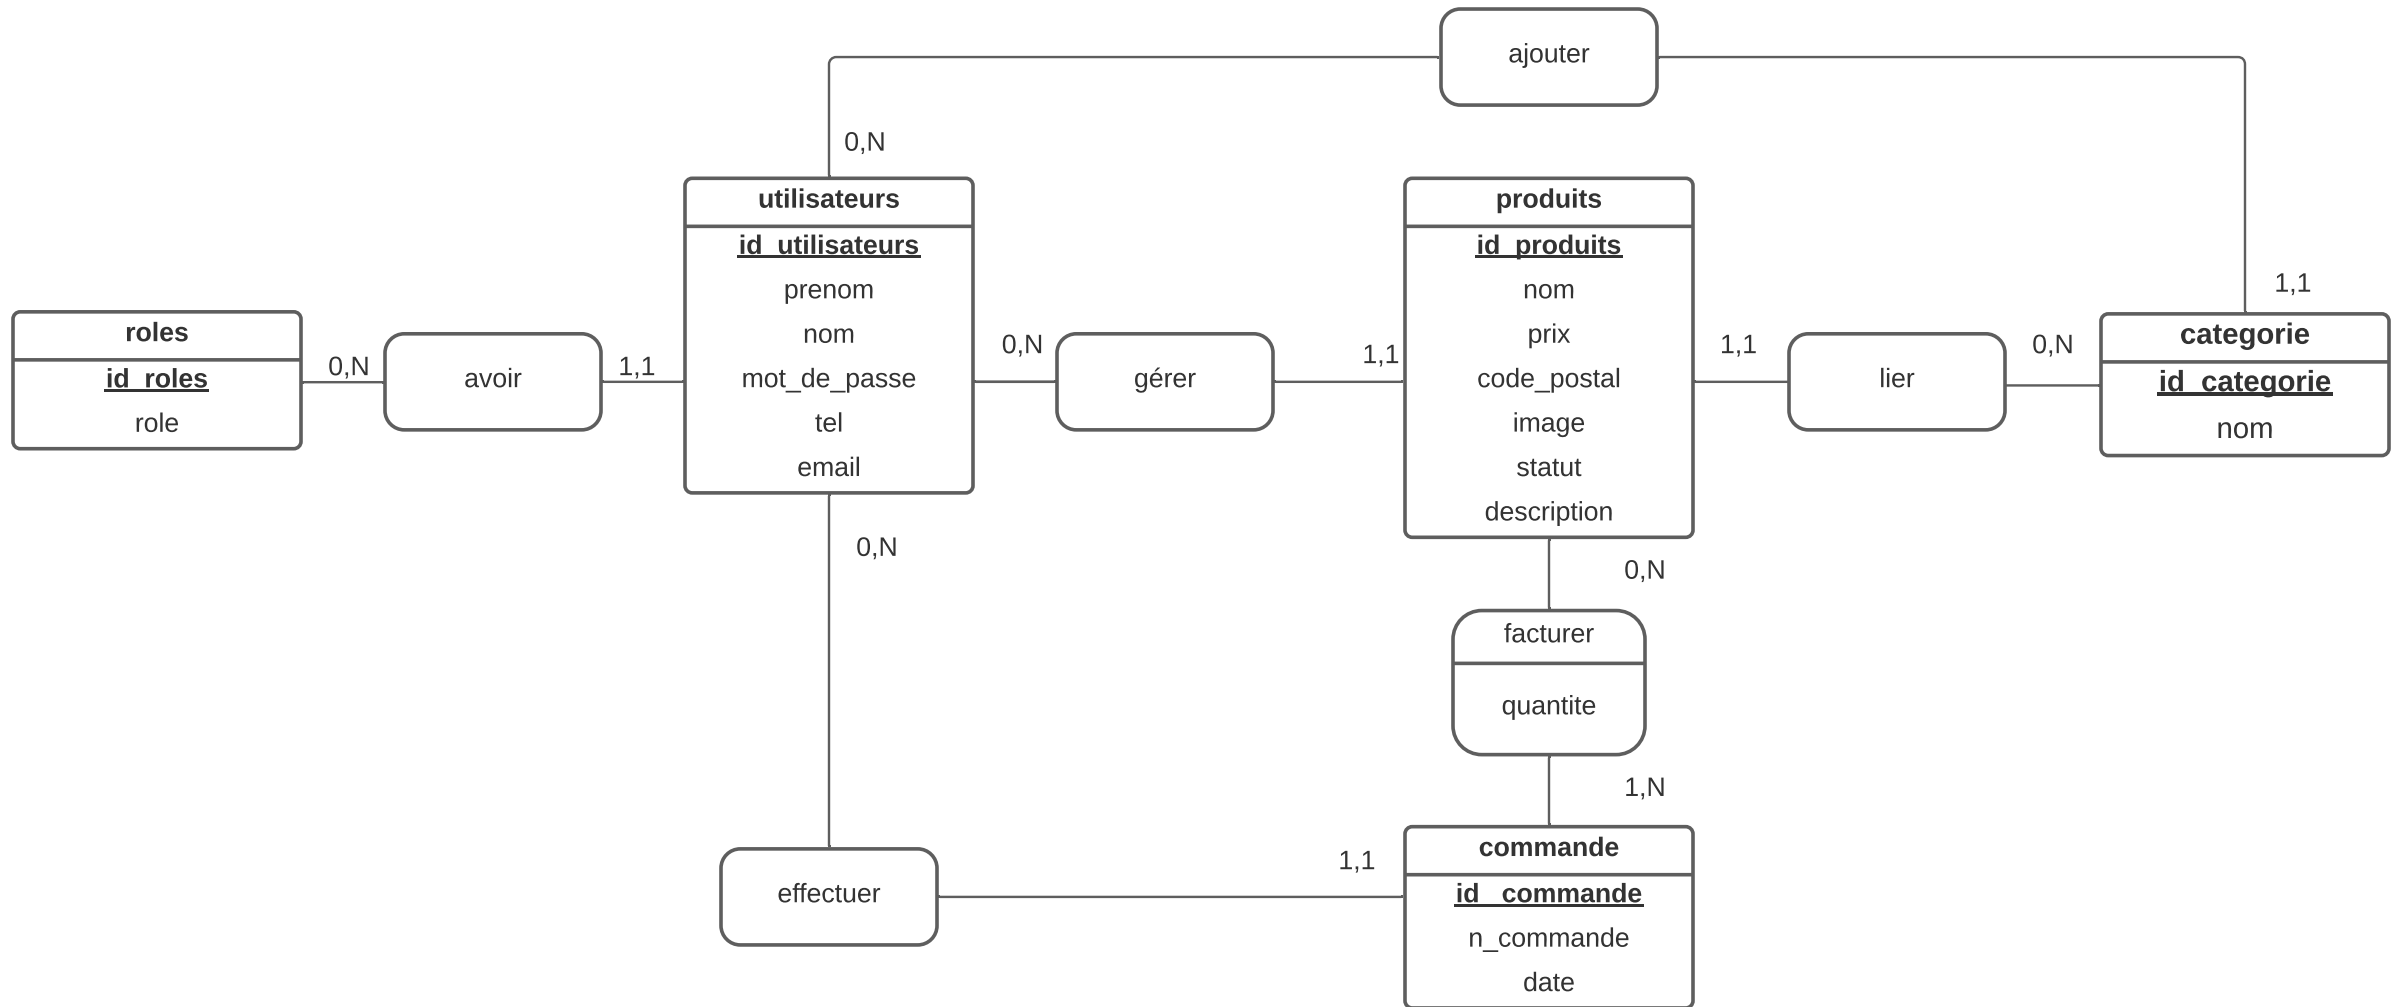 ajouter
0,N
1,1
utilisateurs
id_utilisateurs
prenom
nom
mot_de_passe
tel
email
produits
id_produits
nom
prix
code_postal
image
statut
description
roles
id_roles
role
0,N
avoir
1,1
0,N
gérer
1,1
1,1
lier
0,N
categorie
id_categorie
nom
0,N
0,N
facturer
quantite
1,N
effectuer
1,1
commande
id_commande
n_commande
date